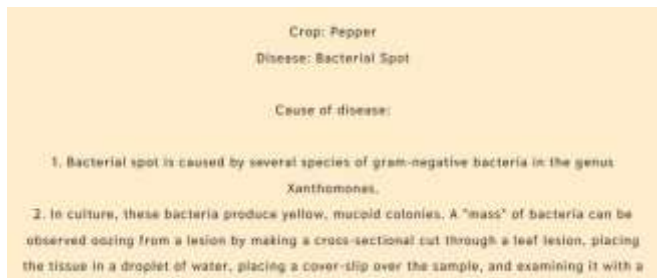 Crop: Pepper
Disease: Bacterial Spot
Cause of disease:
1. Bacterial spot is caused by several species of gram-negative bacteria in the genus
Xanthomonas.
2. In culture, these bacteria produce yellow, mucoid colonies. A "mass" of bacteria can be
observed oozing from a lesion by making a cross-sectional cut through a leaf lesion, placing
the tissue in a droplet of water, placing a cover-slip over the sample, and examining it with a